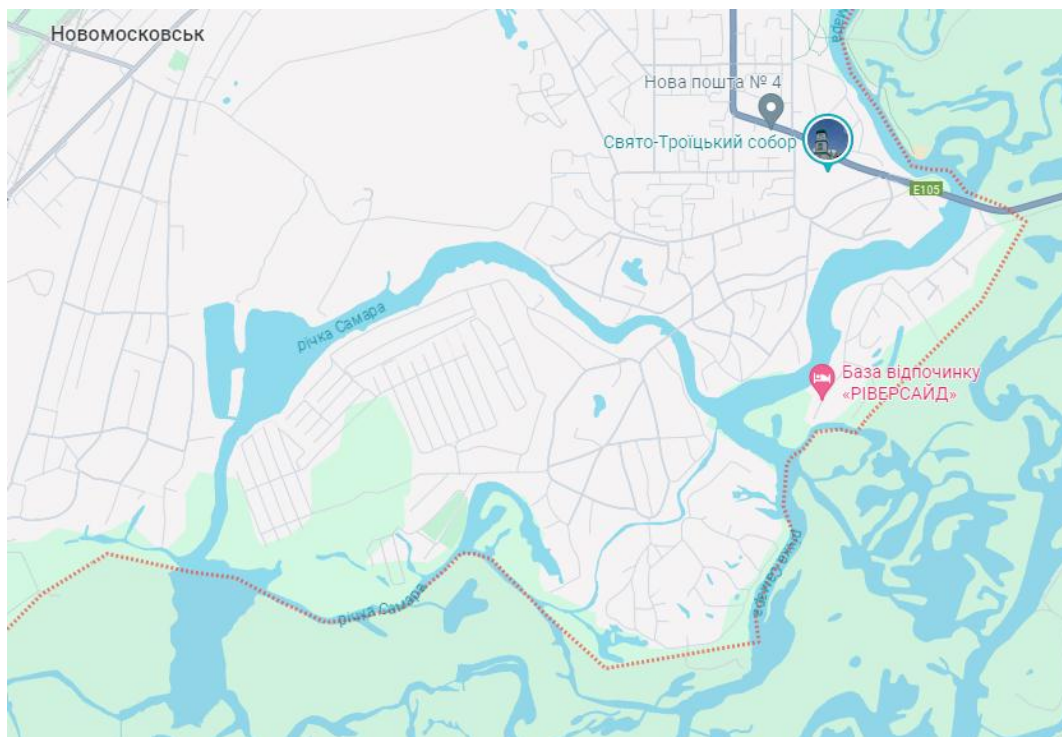 Новомосковськ
Нова пошта № 4
Свято-Троїцький собор
E105
річка Самара
База відпочинку
«РІВЕРСАЙД»
річка Самара
річка Самара